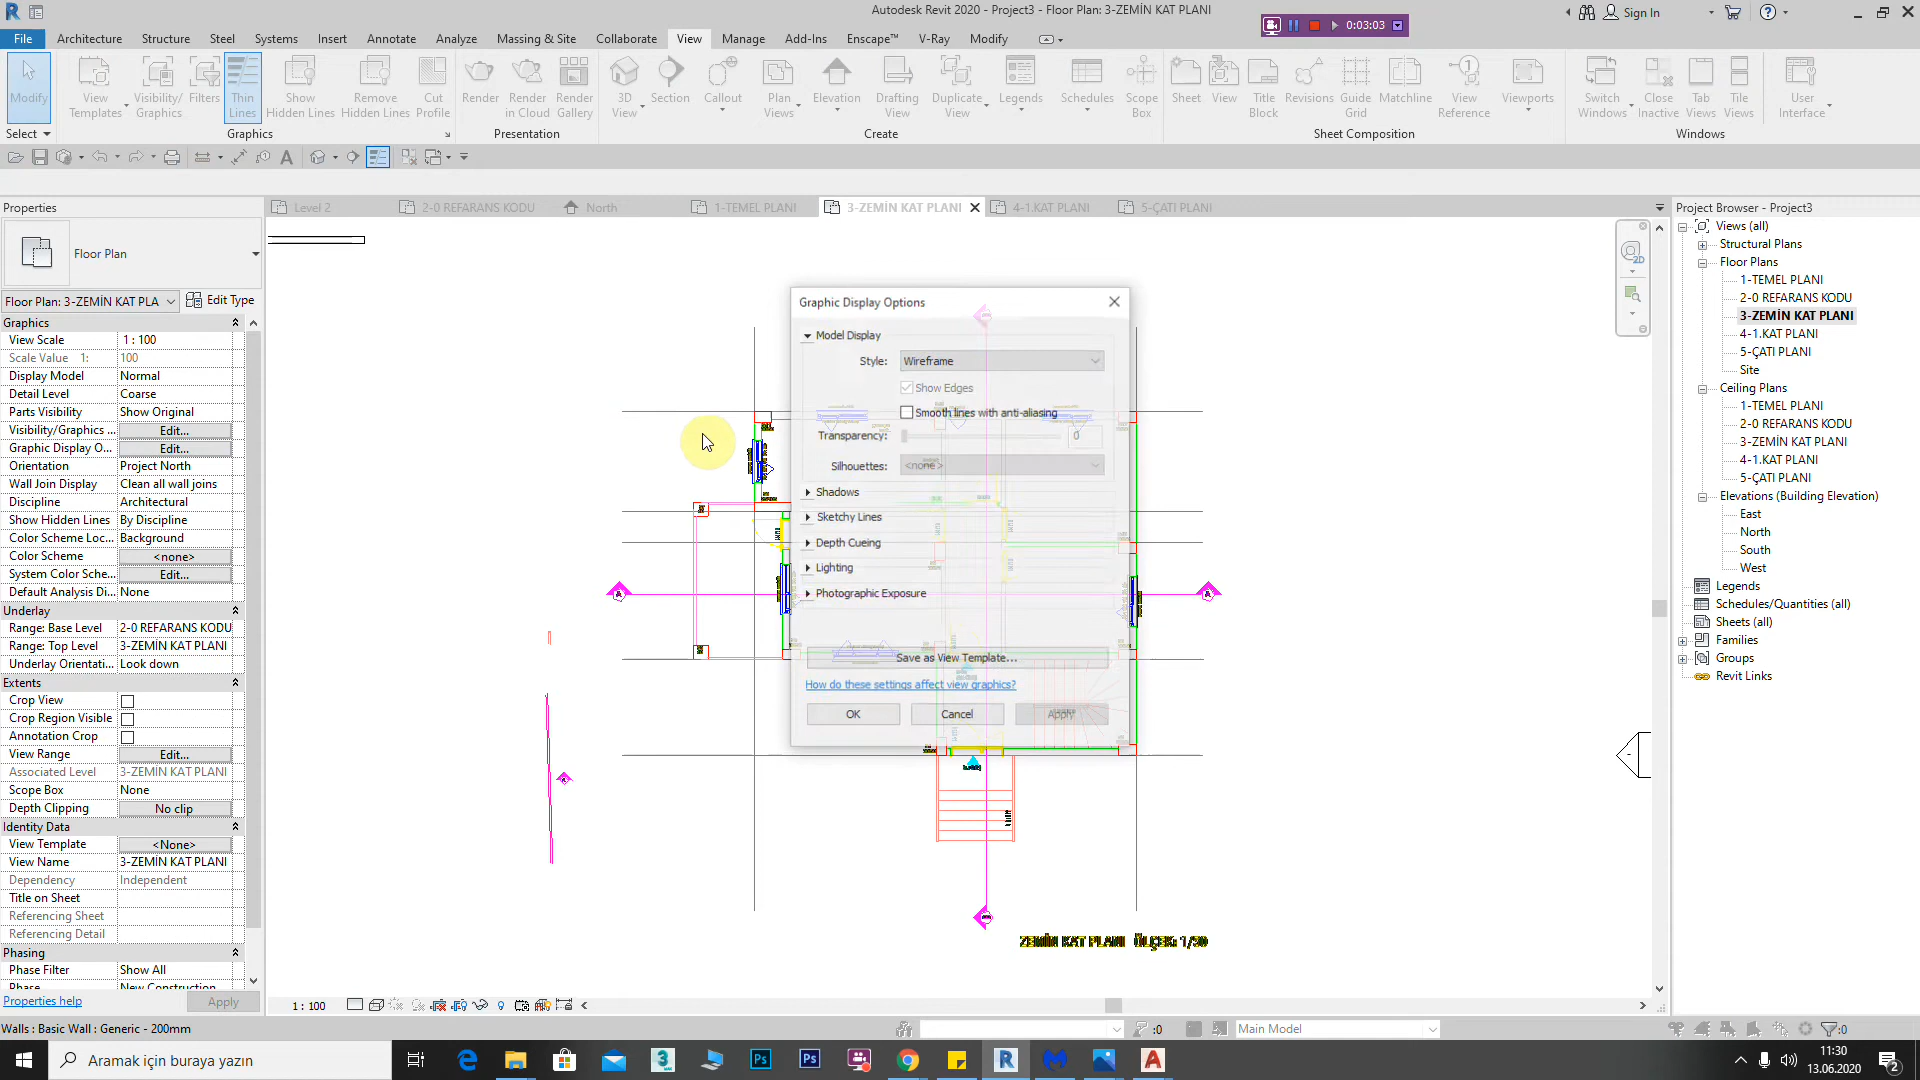 Autodesk Revit 2020 - Project3 - Floor Plan: 3-ZEMİN KAT PLANI
0:03:03
Sign In
File Architecture Structure Steel Systems Insert Annotate Analyze Massing & Site Collaborate View Manage Add-Ins Enscape™ V-Ray Modify
Modify
View Templates
Visibility/ Graphics
Filters
Thin Lines
Show Hidden Lines
Remove Hidden Lines
Cut Profile
Render
Render in Cloud
Render Gallery
3D View
Section
Callout
Plan Views
Elevation
Drafting View
Duplicate View
Legends
Schedules
Scope Box
Sheet
View
Title Block
Revisions
Guide Grid
Matchline
View Reference
Viewports
Switch Windows
Close Inactive
Tab Views
Tile Views
User Interface
Select Graphics Presentation Create Sheet Composition Windows
Properties
Level 2 2-0 REFARANS KODU North 1-TEMEL PLANI 3-ZEMİN KAT PLANI 4-1.KAT PLANI 5-ÇATI PLANI
Floor Plan
Floor Plan: 3-ZEMİN KAT PLA Edit Type
Graphics
View Scale 1 : 100
Scale Value 1: 100
Display Model Normal
Detail Level Coarse
Parts Visibility Show Original
Visibility/Graphics ... Edit...
Graphic Display O... Edit...
Orientation Project North
Wall Join Display Clean all wall joins
Discipline Architectural
Show Hidden Lines By Discipline
Color Scheme Loc... Background
Color Scheme <none>
System Color Sche... Edit...
Default Analysis Di... None
Underlay
Range: Base Level 2-0 REFARANS KODU
Range: Top Level 3-ZEMİN KAT PLANI
Underlay Orientati... Look down
Extents
Crop View
Crop Region Visible
Annotation Crop
View Range Edit...
Associated Level 3-ZEMİN KAT PLANI
Scope Box None
Depth Clipping No clip
Identity Data
View Template <None>
View Name 3-ZEMİN KAT PLANI
Dependency Independent
Title on Sheet
Referencing Sheet
Referencing Detail
Phasing
Phase Filter Show All
Phase New Construction
Properties help Apply
Graphic Display Options
Model Display
Style: Wireframe
Show Edges
Smooth lines with anti-aliasing
Transparency: 0
Silhouettes: <none>
Shadows
Sketchy Lines
Depth Cueing
Lighting
Photographic Exposure
Save as View Template...
How do these settings affect view graphics?
OK Cancel Apply
A A
ZEMİN KAT PLANI ÖLÇEK: 1/50
2D
Project Browser - Project3
Views (all)
Structural Plans
Floor Plans
1-TEMEL PLANI
2-0 REFARANS KODU
3-ZEMİN KAT PLANI
4-1.KAT PLANI
5-ÇATI PLANI
Site
Ceiling Plans
1-TEMEL PLANI
2-0 REFARANS KODU
3-ZEMİN KAT PLANI
4-1.KAT PLANI
5-ÇATI PLANI
Elevations (Building Elevation)
East
North
South
West
Legends
Schedules/Quantities (all)
Sheets (all)
Families
Groups
Revit Links
1 : 100
Walls : Basic Wall : Generic - 200mm
:0
Main Model
:0
Aramak için buraya yazın
11:30
13.06.2020
2